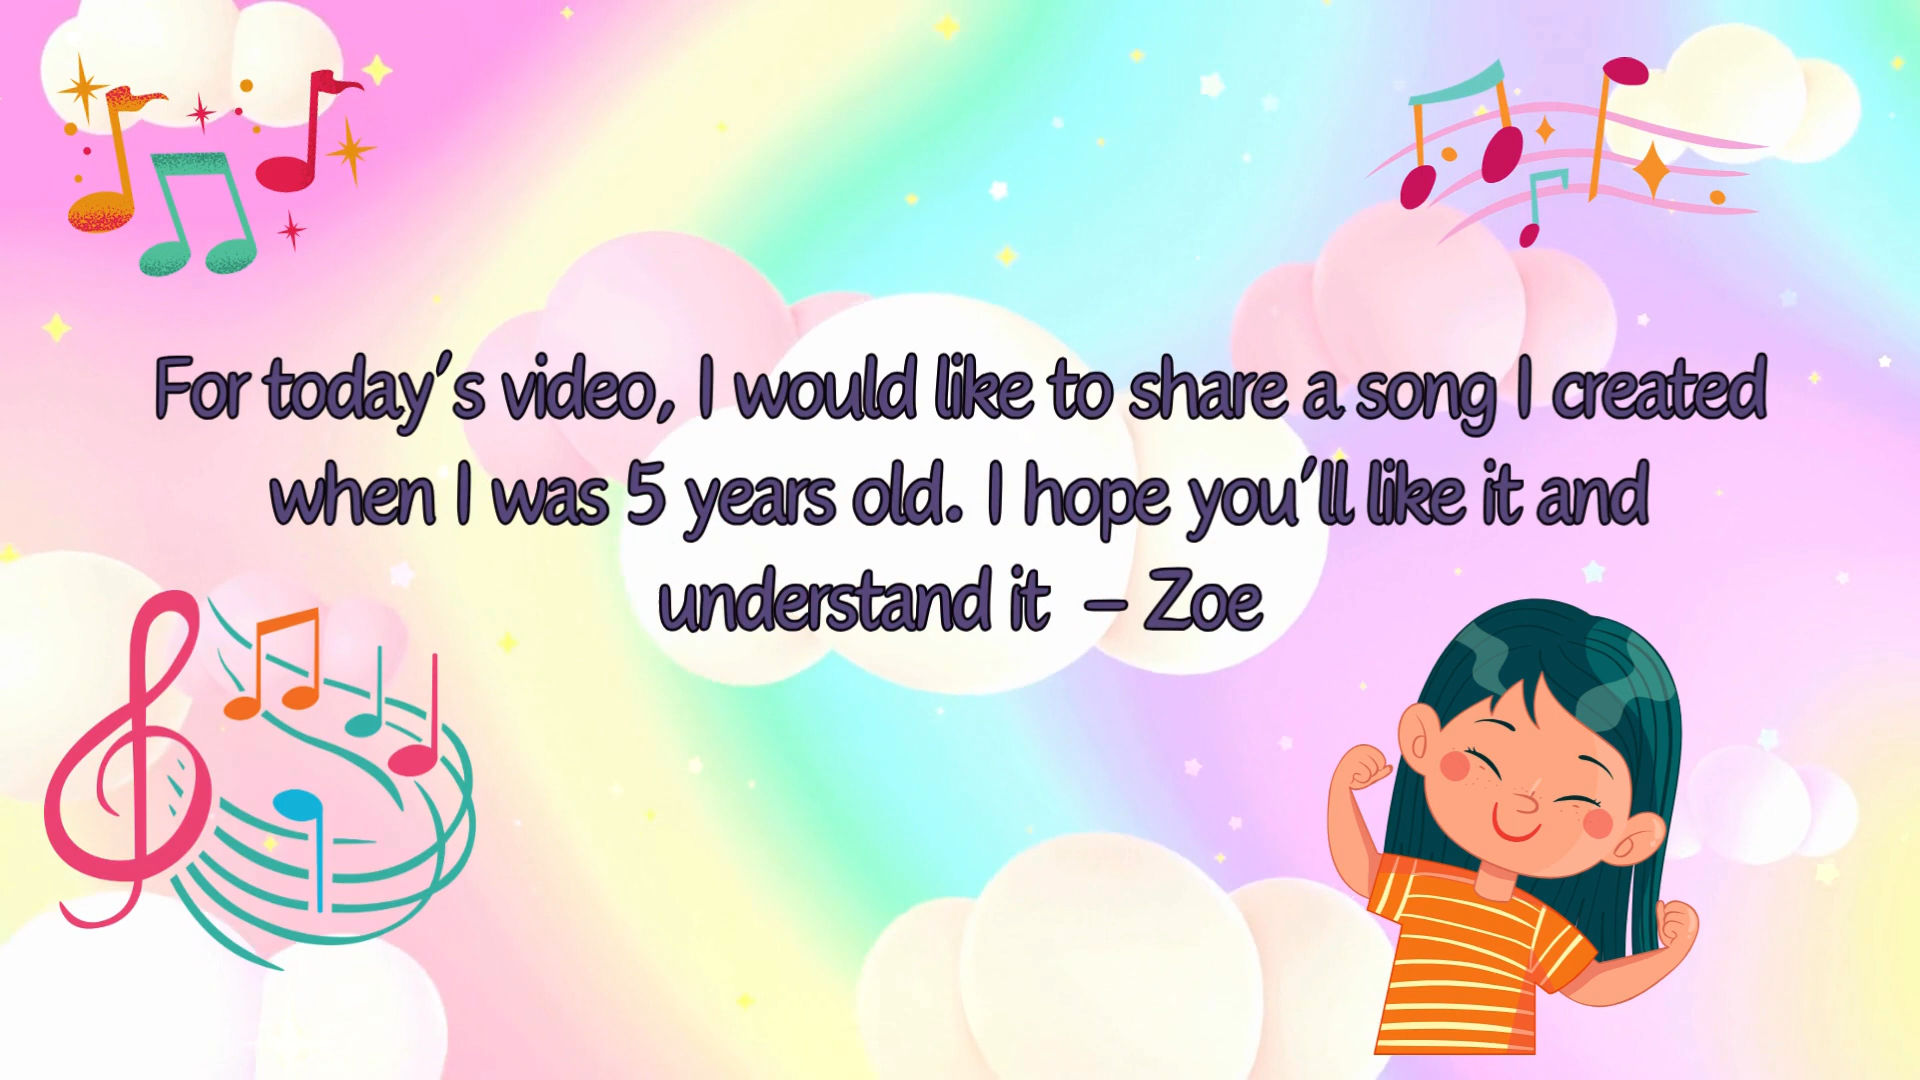 For today's video, I would like to share a song I created
when I was 5 years old. I hope you'll like it and
understand it – Zoe